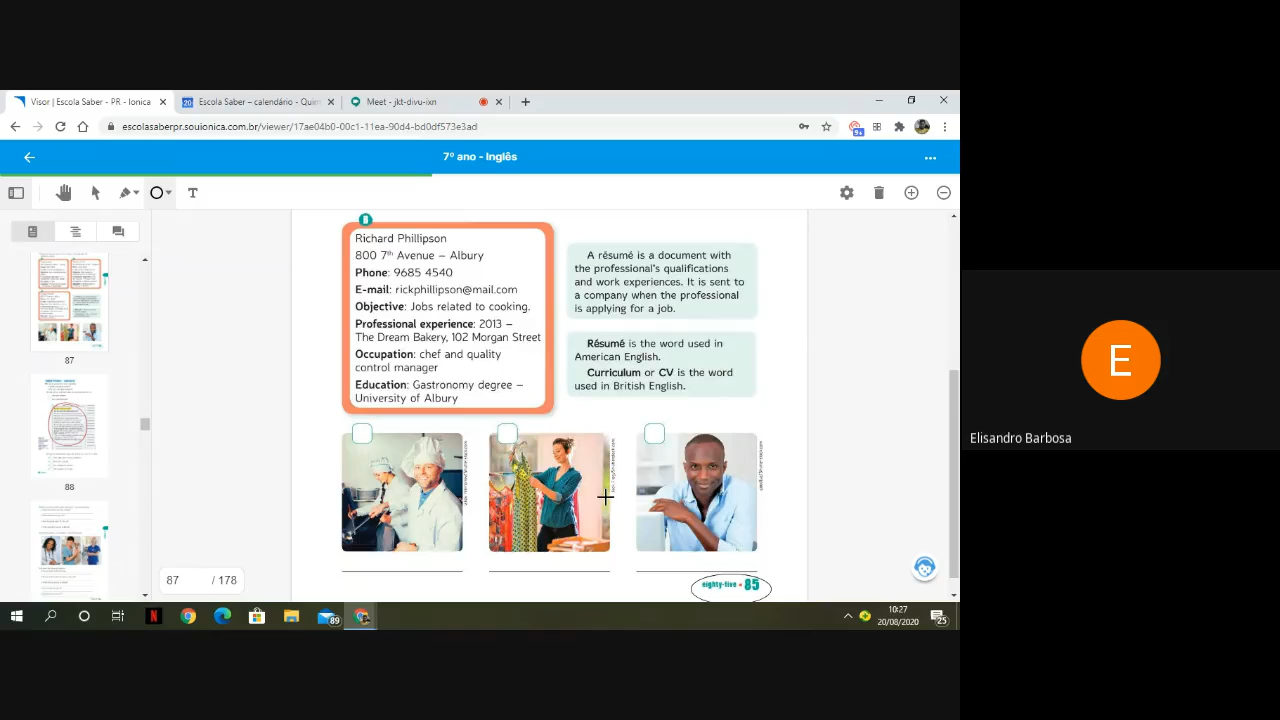 Visor | Escola Saber - PR - Ionica
Escola Saber – calendário - Quin
Meet - jkt-divu-ixn
escolasaberpr.souionica.com.br/viewer/17ae04b0-00c1-11ea-90d4-bd0df573e3ad
9+
7º ano - Inglês
T
Richard Phillipson
800 7th Avenue – Albury
Phone: 9685 4540
E-mail: rickphillipson@mail.com
Objective: Jobs related to cooking.
Professional experience: 2013 –
The Dream Bakery, 102 Morgan Street
Occupation: chef and quality
control manager
Education: Gastronomy degree –
University of Albury
A résumé is a document with
the professional's qualifications
and work experiences. It is sent to
a company when the professional
is applying for a job.
Résumé is the word used in
American English.
Curriculum or CV is the word
used in British English.
87
88
87 / 178
eighty-five • 85
E
Elisandro Barbosa
89
10:27
20/08/2020
25